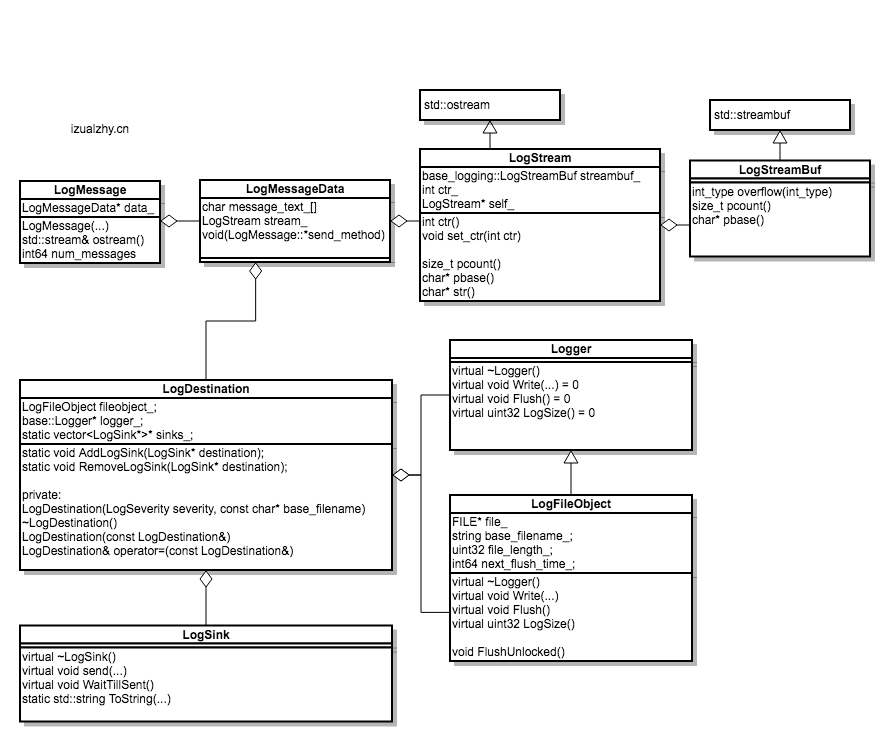 std::ostream
std::streambuf
izualzhy.cn
LogMessage
LogMessageData* data_
LogMessage(...)
std::stream& ostream()
int64 num_messages
LogMessageData
char message_text_[]
LogStream stream_
void(LogMessage::*send_method)
LogStream
base_logging::LogStreamBuf streambuf_
int ctr_
LogStream* self_
int ctr()
void set_ctr(int ctr)
size_t pcount()
char* pbase()
char* str()
LogStreamBuf
int_type overflow(int_type)
size_t pcount()
char* pbase()
LogDestination
LogFileObject fileobject_;
base::Logger* logger_;
static vector<LogSink*>* sinks_;
static void AddLogSink(LogSink* destination);
static void RemoveLogSink(LogSink* destination);
private:
LogDestination(LogSeverity severity, const char* base_filename)
~LogDestination()
LogDestination(const LogDestination&)
LogDestination& operator=(const LogDestination&)
Logger
virtual ~Logger()
virtual void Write(...) = 0
virtual void Flush() = 0
virtual uint32 LogSize() = 0
LogFileObject
FILE* file_
string base_filename_;
uint32 file_length_;
int64 next_flush_time_;
virtual ~Logger()
virtual void Write(...)
virtual void Flush()
virtual uint32 LogSize()
void FlushUnlocked()
LogSink
virtual ~LogSink()
virtual void send(...)
virtual void WaitTillSent()
static std::string ToString(...)